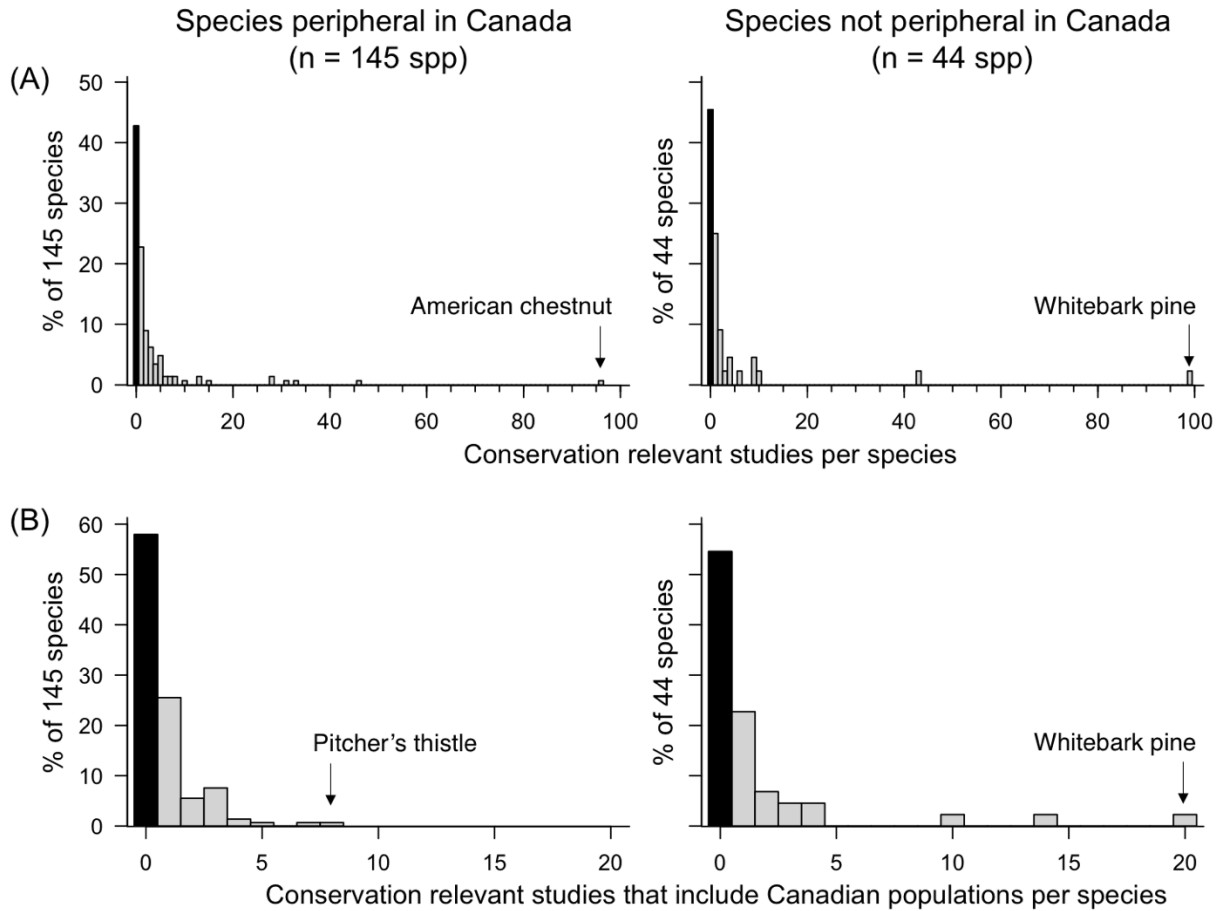 Species peripheral in Canada
(n = 145 spp)
Species not peripheral in Canada
(n = 44 spp)
(A)
% of 145 species
50
40
30
20
10
0
American chestnut
0 20 40 60 80 100
% of 44 species
Whitebark pine
0 20 40 60 80 100
Conservation relevant studies per species
(B)
% of 145 species
60
50
40
30
20
10
0
Pitcher's thistle
0 5 10 15 20
% of 44 species
Whitebark pine
0 5 10 15 20
Conservation relevant studies that include Canadian populations per species